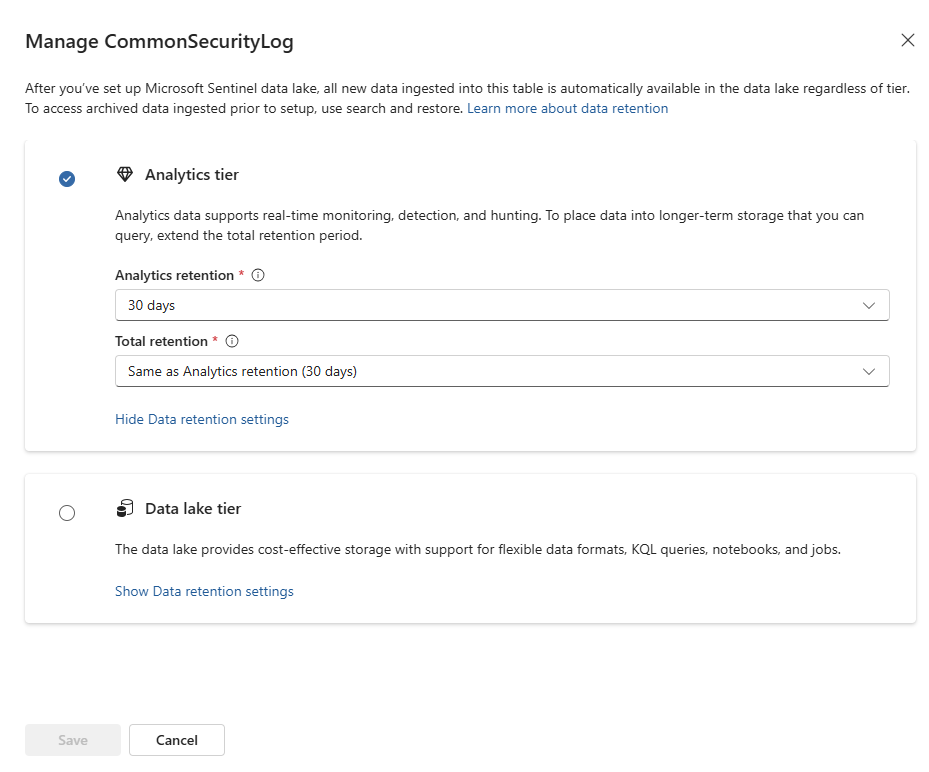 Manage CommonSecurityLog
After you've set up Microsoft Sentinel data lake, all new data ingested into this table is automatically available in the data lake regardless of tier.
To access archived data ingested prior to setup, use search and restore. Learn more about data retention
Analytics tier
Analytics data supports real-time monitoring, detection, and hunting. To place data into longer-term storage that you can
query, extend the total retention period.
Analytics retention *
30 days
Total retention *
Same as Analytics retention (30 days)
Hide Data retention settings
Data lake tier
The data lake provides cost-effective storage with support for flexible data formats, KQL queries, notebooks, and jobs.
Show Data retention settings
Save Cancel